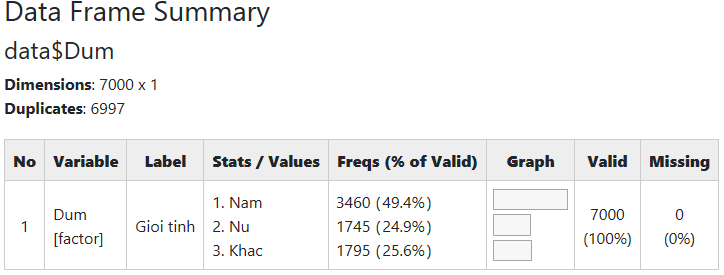 Data Frame Summary
data$Dum
Dimensions: 7000 x 1
Duplicates: 6997
No Variable Label Stats / Values Freqs (% of Valid) Graph Valid Missing
1 Dum [factor] Gioi tinh 1. Nam 3460 (49.4%) 7000 (100%) 0 (0%)
2. Nu 1745 (24.9%)
3. Khac 1795 (25.6%)